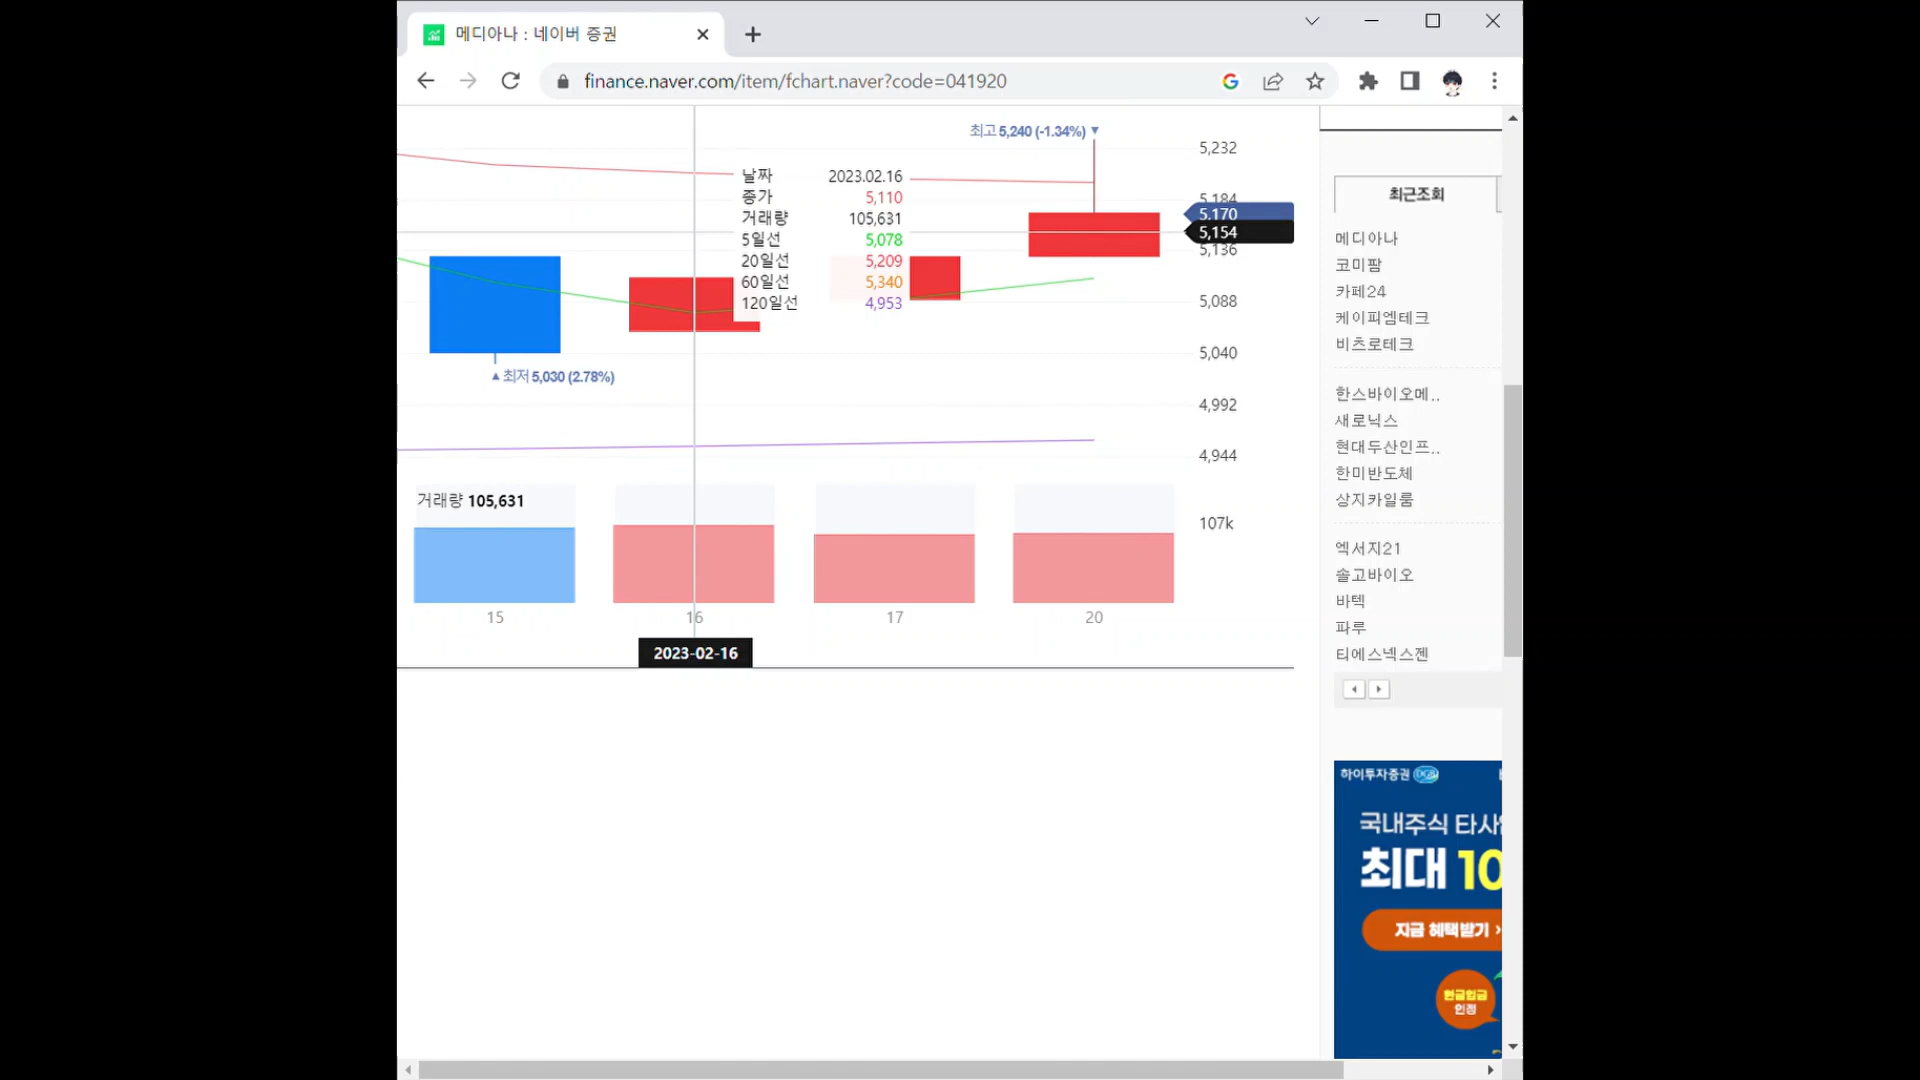 메디아나 : 네이버 증권
finance.naver.com/item/fchart.naver?code=041920
최고 5,240 (-1.34%) ▼
5,232
5,184
5,170
5,154
5,136
5,088
5,040
4,992
4,944
날짜 2023.02.16
종가 5,110
거래량 105,631
5일선 5,078
20일선 5,209
60일선 5,340
120일선 4,953
▲ 최저 5,030 (2.78%)
거래량 105,631
107k
15 16 17 20
2023-02-16
최근조회
메디아나
코미팜
카페24
케이피엠테크
비츠로테크
한스바이오메..
새로닉스
현대두산인프..
한미반도체
상지카일룸
엑서지21
솔고바이오
바텍
파루
티에스넥스젠
하이투자증권 DGB
국내주식 타사
최대 10
지금 혜택받기 ›
현금입금
인정